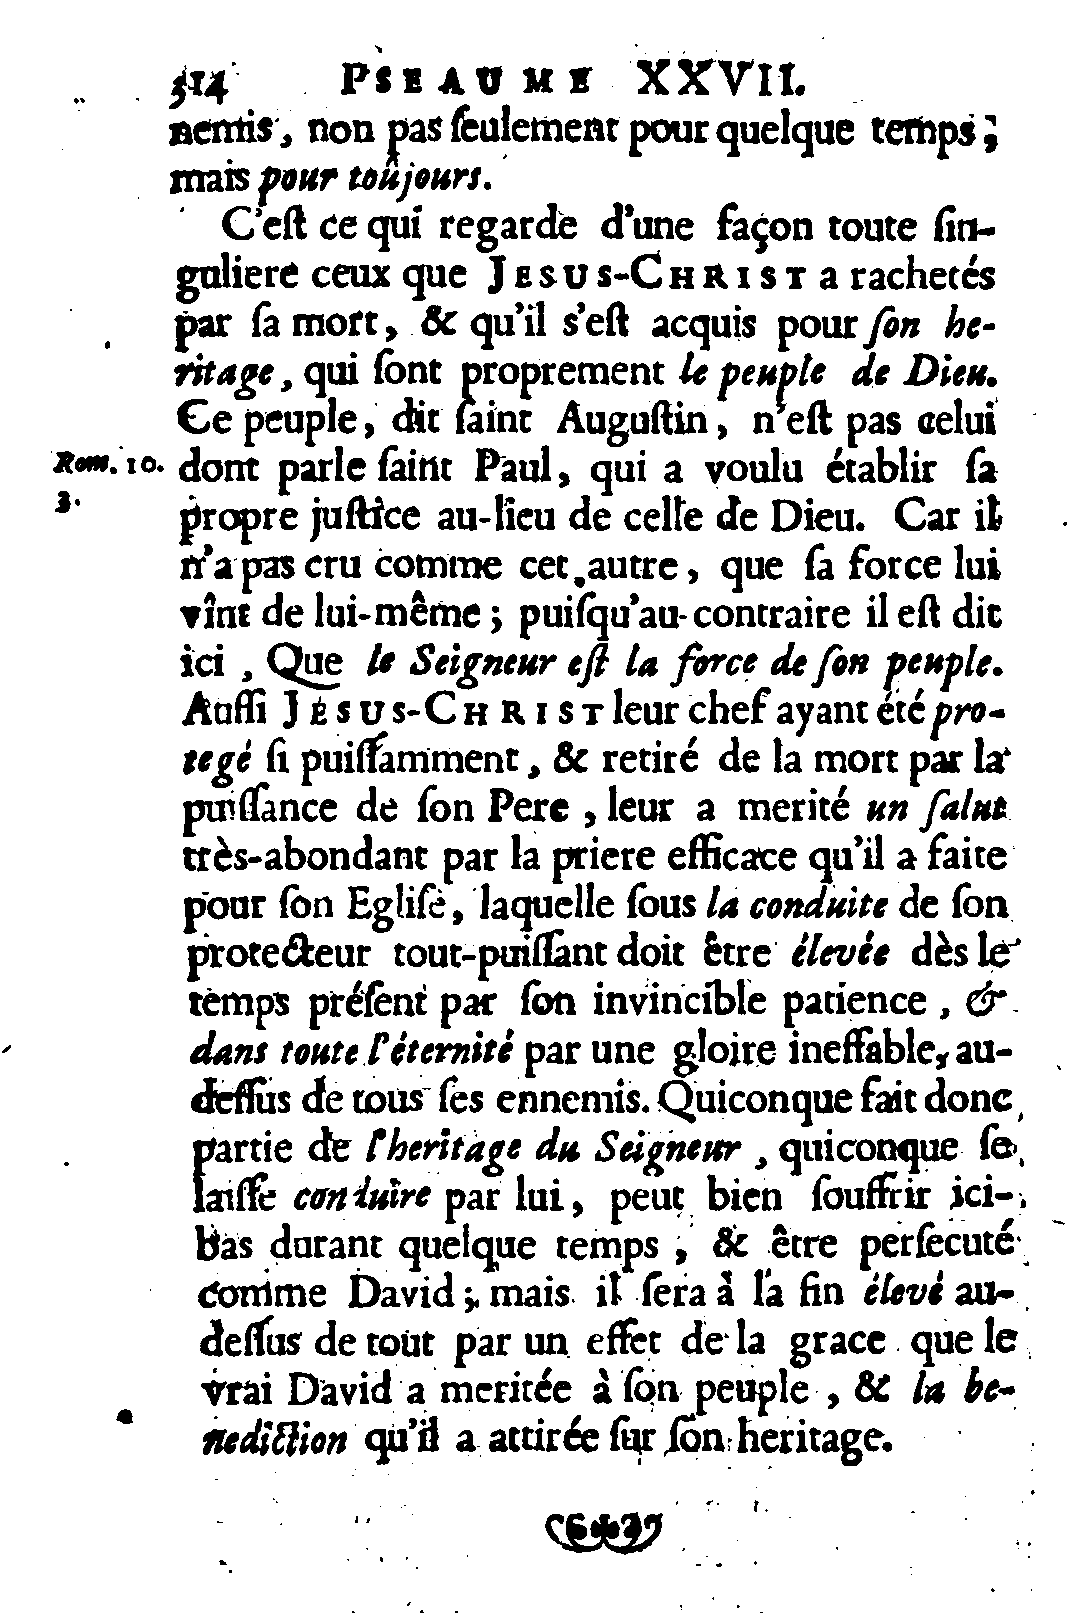 314 PSEAUME XXVII.
nemis, non pas ſeulement pour quelque temps;
mais pour toûjours.
C'eſt ce qui regarde d'une façon toute ſin-
guliere ceux que JESUS-CHRIST a rachetés
par ſa mort, & qu'il s'eſt acquis pour ſon he-
ritage, qui ſont proprement le peuple de Dieu.
Ce peuple, dit ſaint Auguſtin, n'eſt pas celui
Rom. 10. dont parle ſaint Paul, qui a voulu établir ſa
3. propre juſtice au-lieu de celle de Dieu. Car il
n'a pas cru comme cet autre, que ſa force lui
vînt de lui-même; puiſqu'au-contraire il eſt dit
ici, Que le Seigneur eſt la force de ſon peuple.
Auſſi JESUS-CHRIST leur chef ayant été pro-
tegé ſi puiſſamment, & retiré de la mort par la
puiſſance de ſon Pere, leur a merité un ſalut
très-abondant par la priere efficace qu'il a faite
pour ſon Egliſe, laquelle ſous la conduite de ſon
protecteur tout-puiſſant doit être élevée dès le
temps préſent par ſon invincible patience, &
dans toute l'éternité par une gloire ineffable, au-
deſſus de tous ſes ennemis. Quiconque fait donc
partie de l'heritage du Seigneur, quiconque ſe
laiſſe conduire par lui, peut bien ſouffrir ici-
bas durant quelque temps, & être perſecuté
comme David; mais il ſera à la fin élevé au-
deſſus de tout par un effet de la grace que le
vrai David a meritée à ſon peuple, & la be-
nediction qu'il a attirée ſur ſon heritage.